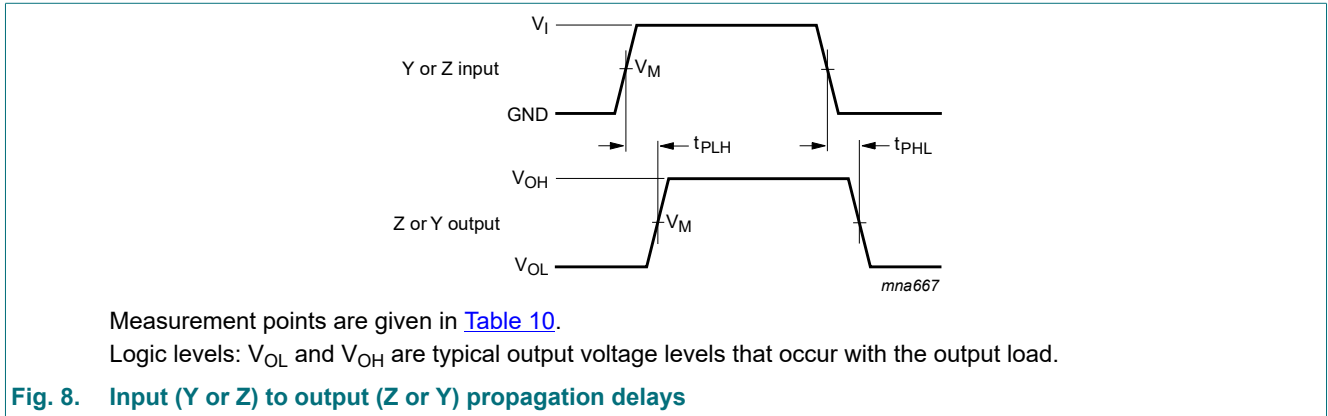 VI
Y or Z input
VM
GND
tPLH
tPHL
VOH
Z or Y output
VM
VOL
mna667
Measurement points are given in Table 10.
Logic levels: VOL and VOH are typical output voltage levels that occur with the output load.
Fig. 8. Input (Y or Z) to output (Z or Y) propagation delays